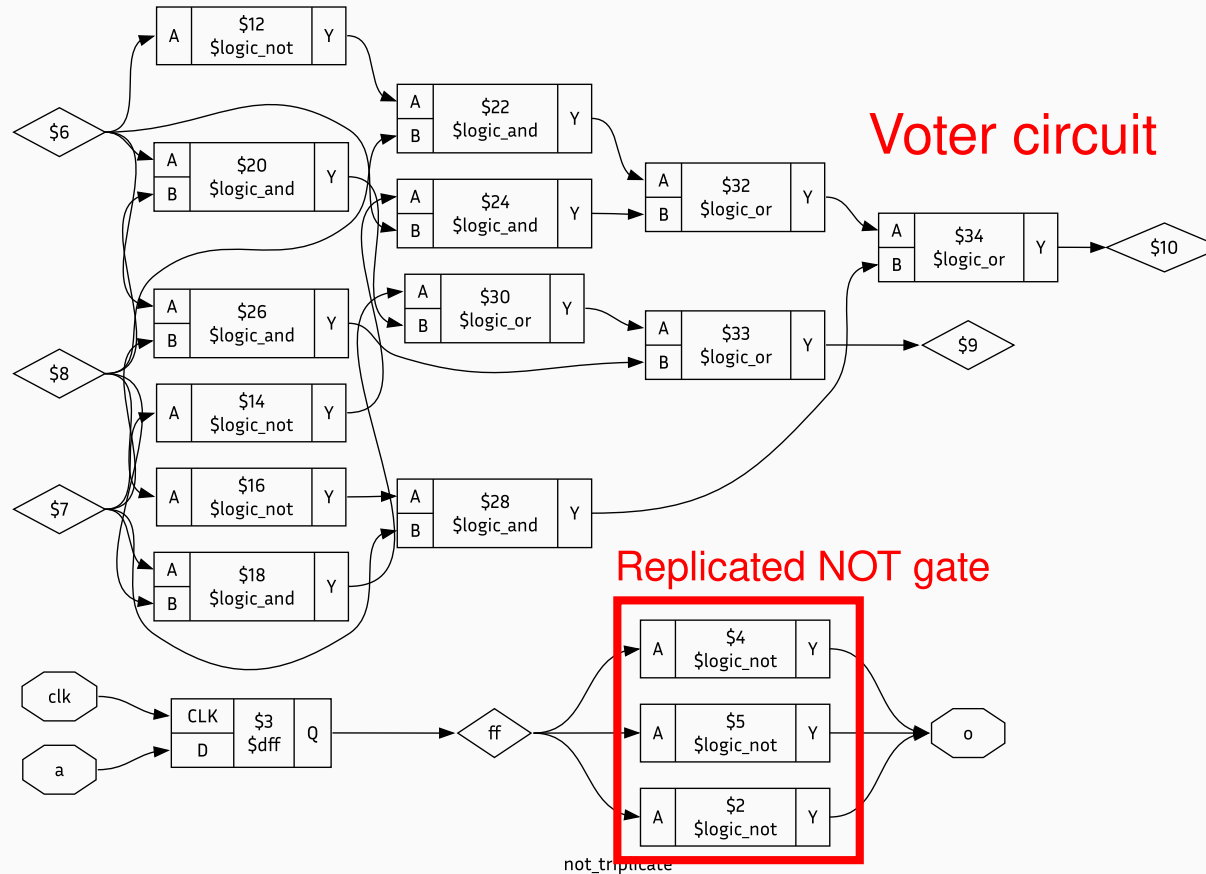 $12
A Y
$logic_not
$22
A Y
B
$logic_and
Voter circuit
$6
$20
A Y
B
$logic_and
$32
A Y
B
$logic_or
$24
A Y
B
$logic_and
$34
A Y
B
$logic_or
$10
$26
A Y
B
$logic_and
$30
A Y
B
$logic_or
$33
A Y
B
$logic_or
$9
$8
$14
A Y
$logic_not
$16
A Y
$logic_not
$7
$28
A Y
B
$logic_and
$18
A Y
B
$logic_and
Replicated NOT gate
$4
A Y
$logic_not
clk
CLK
D
$3
$dff
Q
ff
$5
A Y
$logic_not
o
a
$2
A Y
$logic_not
not_triplicate